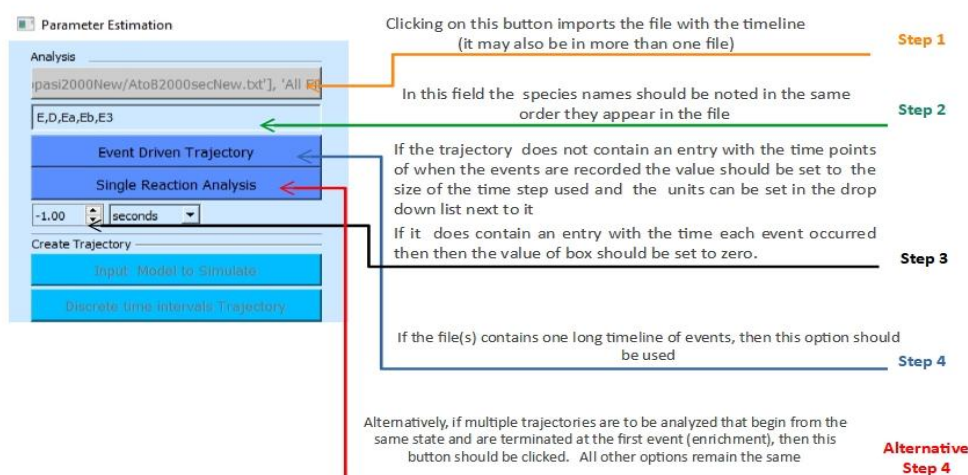 Parameter Estimation
Clicking on this button imports the file with the timeline
(it may also be in more than one file)
Step 1
Analysis
pasi2000New/AtoB2000secNew.txt'], 'All
In this field the species names should be noted in the same
order they appear in the file
Step 2
E,D,Ea,Eb,E3
Event Driven Trajectory
Single Reaction Analysis
If the trajectory does not contain an entry with the time points
of when the events are recorded the value should be set to the
size of the time step used and the units can be set in the drop
down list next to it
If it does contain an entry with the time each event occurred
then then the value of box should be set to zero.
Step 3
-1.00 seconds
Create Trajectory
Input: Model to Simulate
Discrete time intervals Trajectory
If the file(s) contains one long timeline of events, then this option should
be used
Step 4
Alternatively, if multiple trajectories are to be analyzed that begin from the
same state and are terminated at the first event (enrichment), then this
button should be clicked. All other options remain the same
Alternative
Step 4